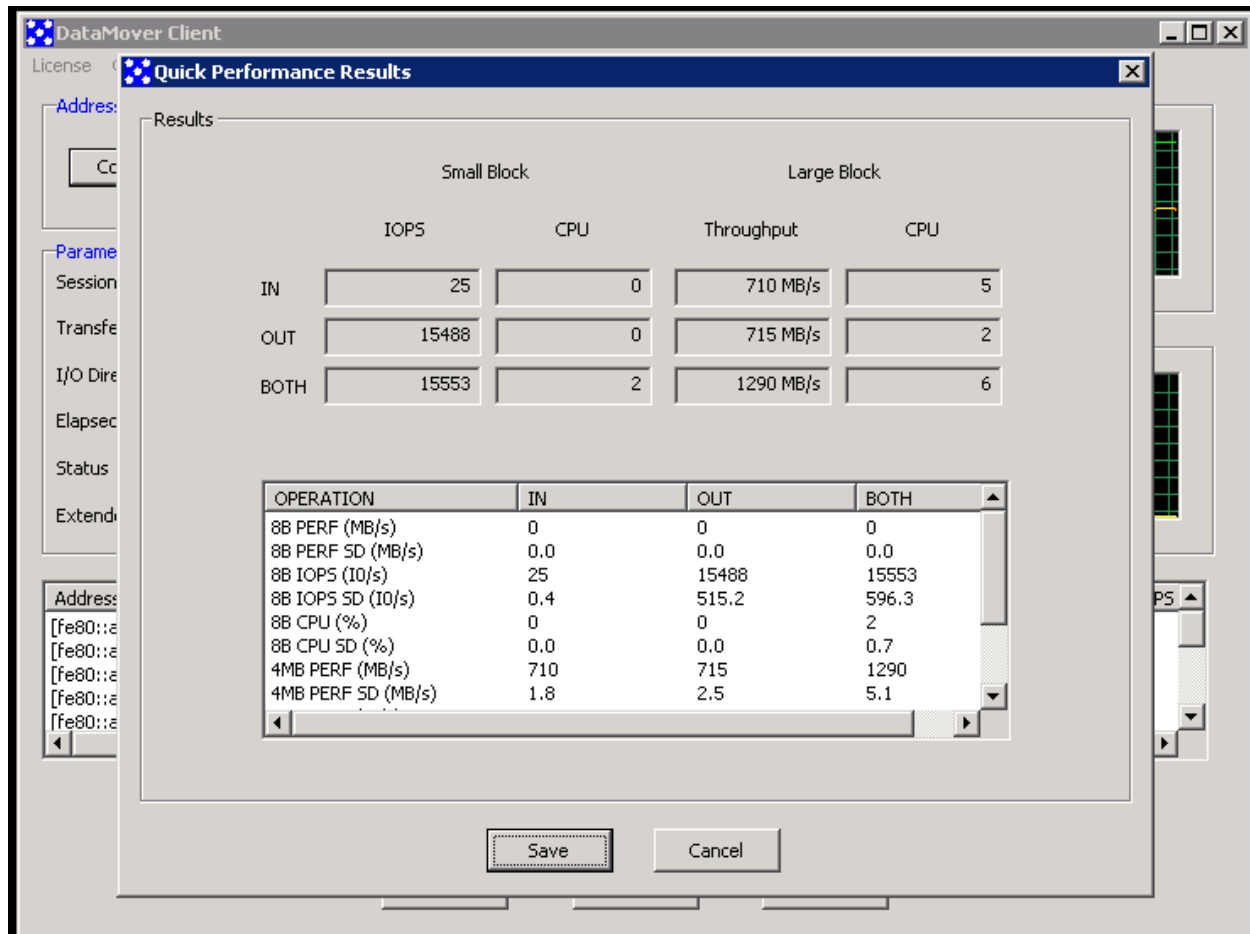 DataMover Client
License
Quick Performance Results
Results
Small Block Large Block
IOPS CPU Throughput CPU
IN 25 0 710 MB/s 5
OUT 15488 0 715 MB/s 2
BOTH 15553 2 1290 MB/s 6
OPERATION IN OUT BOTH
8B PERF (MB/s) 0 0 0
8B PERF SD (MB/s) 0.0 0.0 0.0
8B IOPS (I0/s) 25 15488 15553
8B IOPS SD (I0/s) 0.4 515.2 596.3
8B CPU (%) 0 0 2
8B CPU SD (%) 0.0 0.0 0.7
4MB PERF (MB/s) 710 715 1290
4MB PERF SD (MB/s) 1.8 2.5 5.1
Save Cancel
Addres
Co
Parame
Session
Transfe
I/O Dire
Elapsec
Status
Extend
Address PS
[fe80::a
[fe80::a
[fe80::a
[fe80::a
[fe80::a